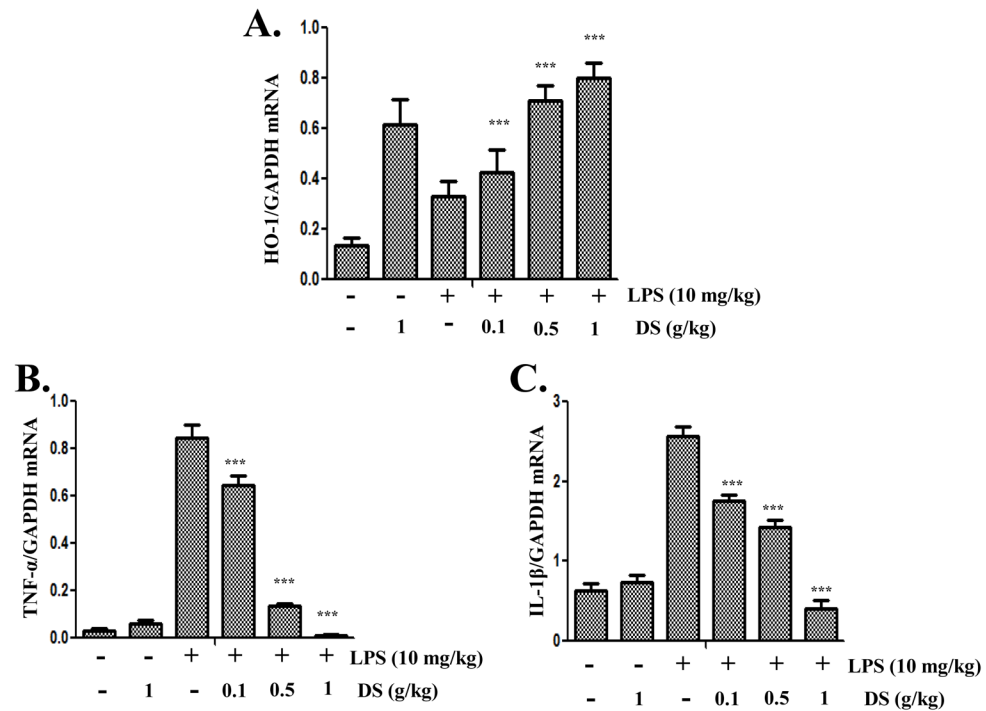 A.
HO-1/GAPDH mRNA
1.0
0.8
0.6
0.4
0.2
0.0
***
***
***
- - + + + + LPS (10 mg/kg)
- 1 - 0.1 0.5 1 DS (g/kg)
B.
TNF-α/GAPDH mRNA
1.0
0.8
0.6
0.4
0.2
0.0
***
***
***
- - + + + + LPS (10 mg/kg)
- 1 - 0.1 0.5 1 DS (g/kg)
C.
IL-1β/GAPDH mRNA
3
2
1
0
***
***
***
- - + + + + LPS (10 mg/kg)
- 1 - 0.1 0.5 1 DS (g/kg)